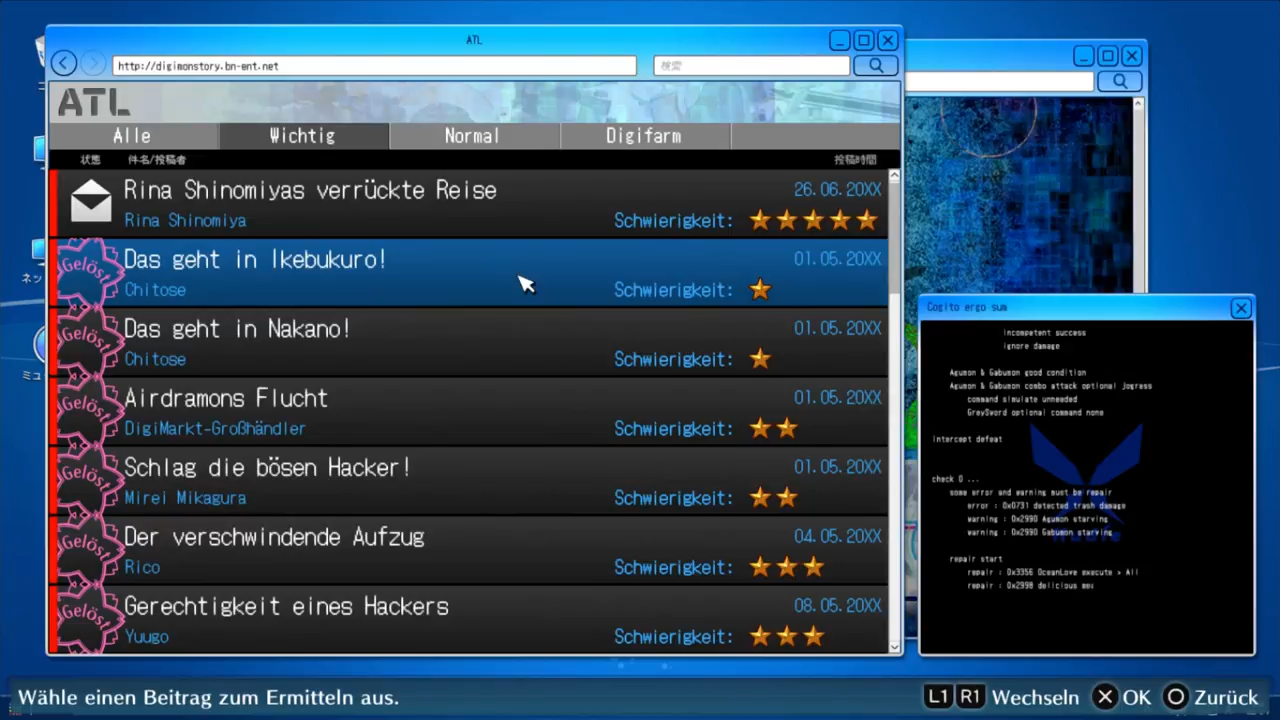 ATL
http://digimonstory.bn-ent.net
検索
ATL
Alle Wichtig Normal Digifarm
状態 件名/投稿者 投稿時間
Rina Shinomiyas verrückte Reise 26.06.20XX
Rina Shinomiya Schwierigkeit:
Das geht in Ikebukuro! 01.05.20XX
Gelöst
Chitose Schwierigkeit:
Das geht in Nakano! 01.05.20XX
Gelöst
Chitose Schwierigkeit:
Airdramons Flucht 01.05.20XX
Gelöst
DigiMarkt-Großhändler Schwierigkeit:
Schlag die bösen Hacker! 01.05.20XX
Gelöst
Mirei Mikagura Schwierigkeit:
Der verschwindende Aufzug 04.05.20XX
Gelöst
Rico Schwierigkeit:
Gerechtigkeit eines Hackers 08.05.20XX
Gelöst
Yuugo Schwierigkeit:
Cogito ergo sum
incompetent success
ignore damage
Agumon & Gabumon good condition
Agumon & Gabumon combo attack optional jogress
command simulate unneeded
GreySword optional command none
intercept defeat
check 0 ...
some error and warning must be repair
error : 0x0731 detected trash damage
warning : 0x2990 Agumon starving
warning : 0x2990 Gabumon starving
repair start
repair : 0x3356 OceanLove execute > All
repair : 0x2998 delicious mea
Wähle einen Beitrag zum Ermitteln aus.
L1 R1 Wechseln OK Zurück